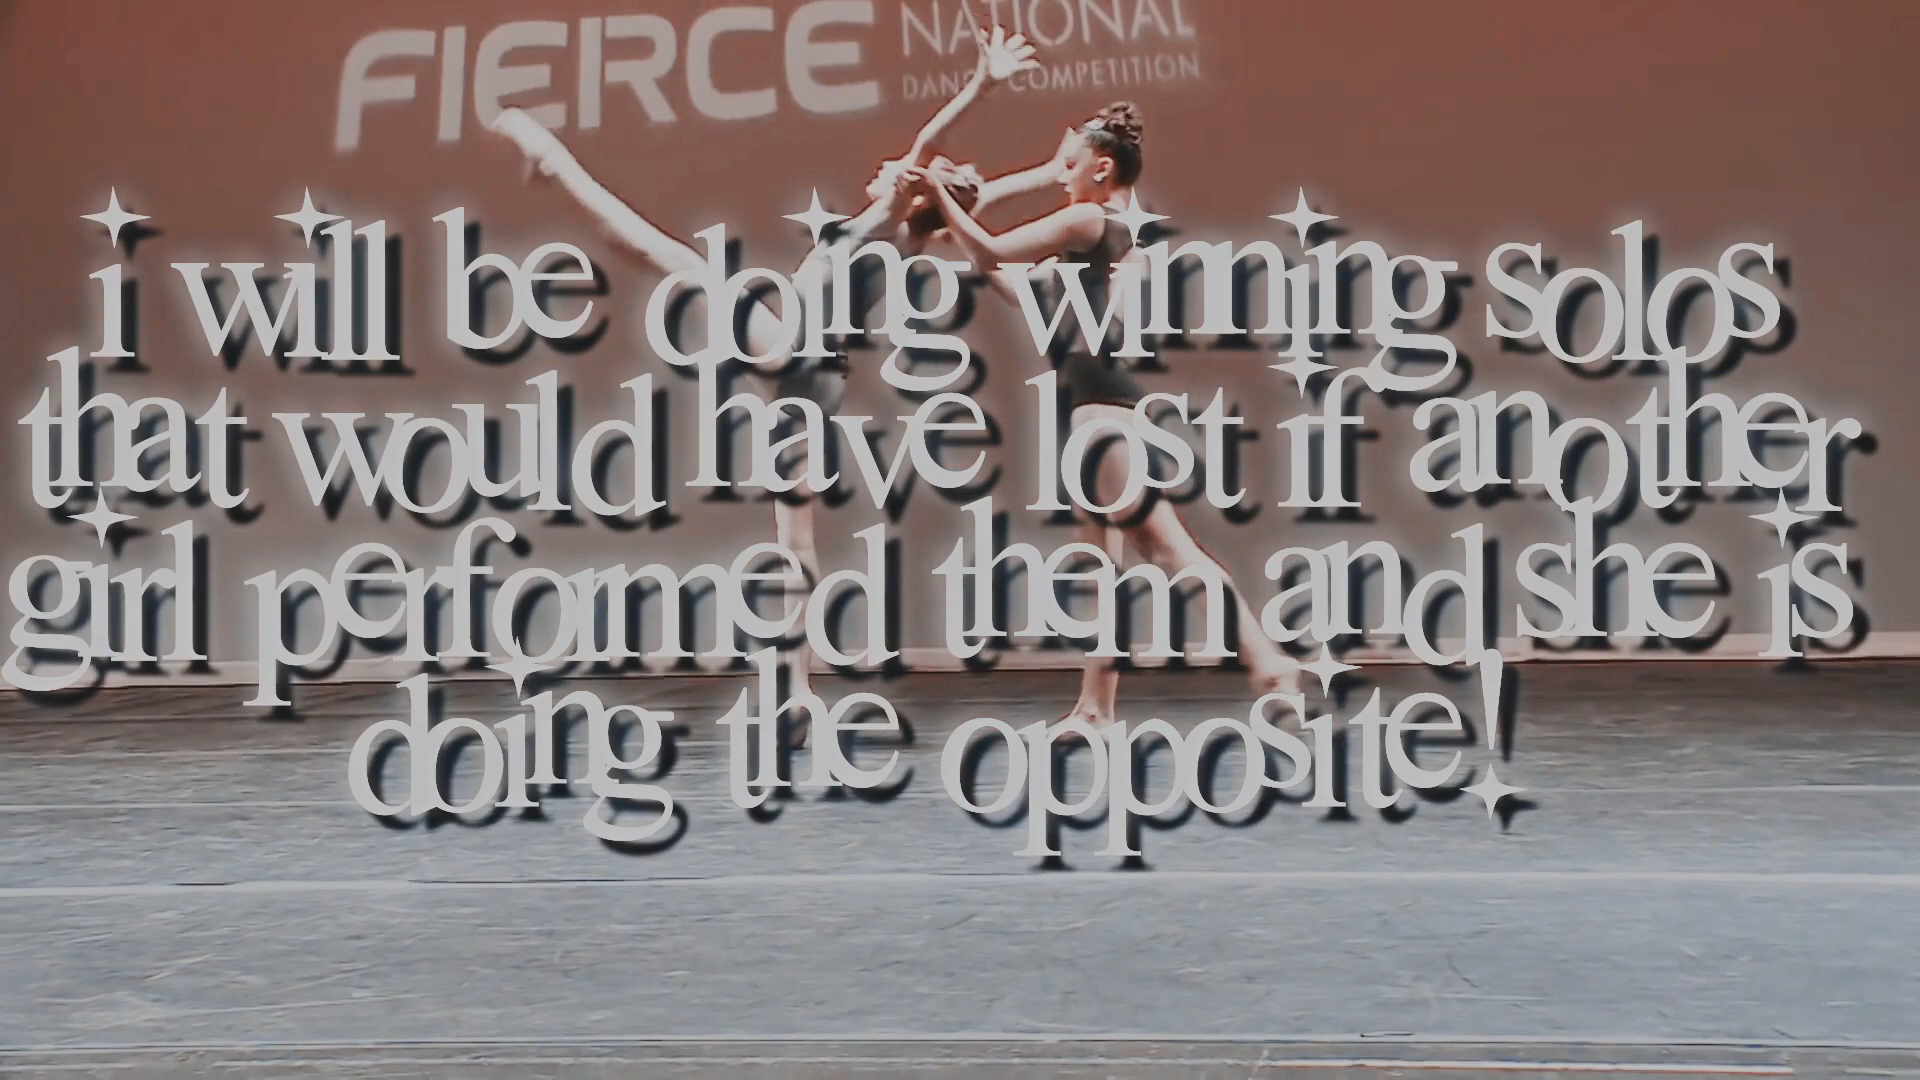 FIERCE NATIONAL
DANCE COMPETITION
i will be doing winning solos
that would have lost if another
girl performed them and she is
doing the opposite!